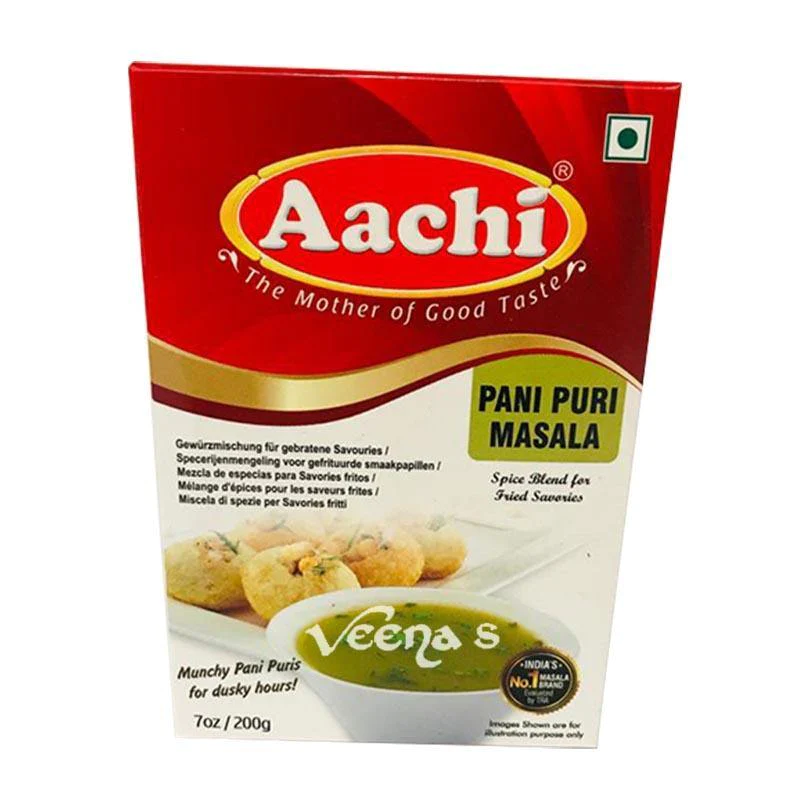 Aachi®
The Mother of Good Taste
PANI PURI
MASALA
Spice Blend for
Fried Savories
Gewürzmischung für gebratene Savouries /
Specerijenmengeling voor gefrituurde smaakpapillen /
Mezcla de especias para Savories fritos /
Mélange d'épices pour les saveurs frites /
Miscela di spezie per Savories fritti
Veena s
Munchy Pani Puris
for dusky hours!
7oz / 200g
INDIA'S
No.1 MASALA
BRAND
Evaluated
by TRA
Images Shown are for
illustration purpose only